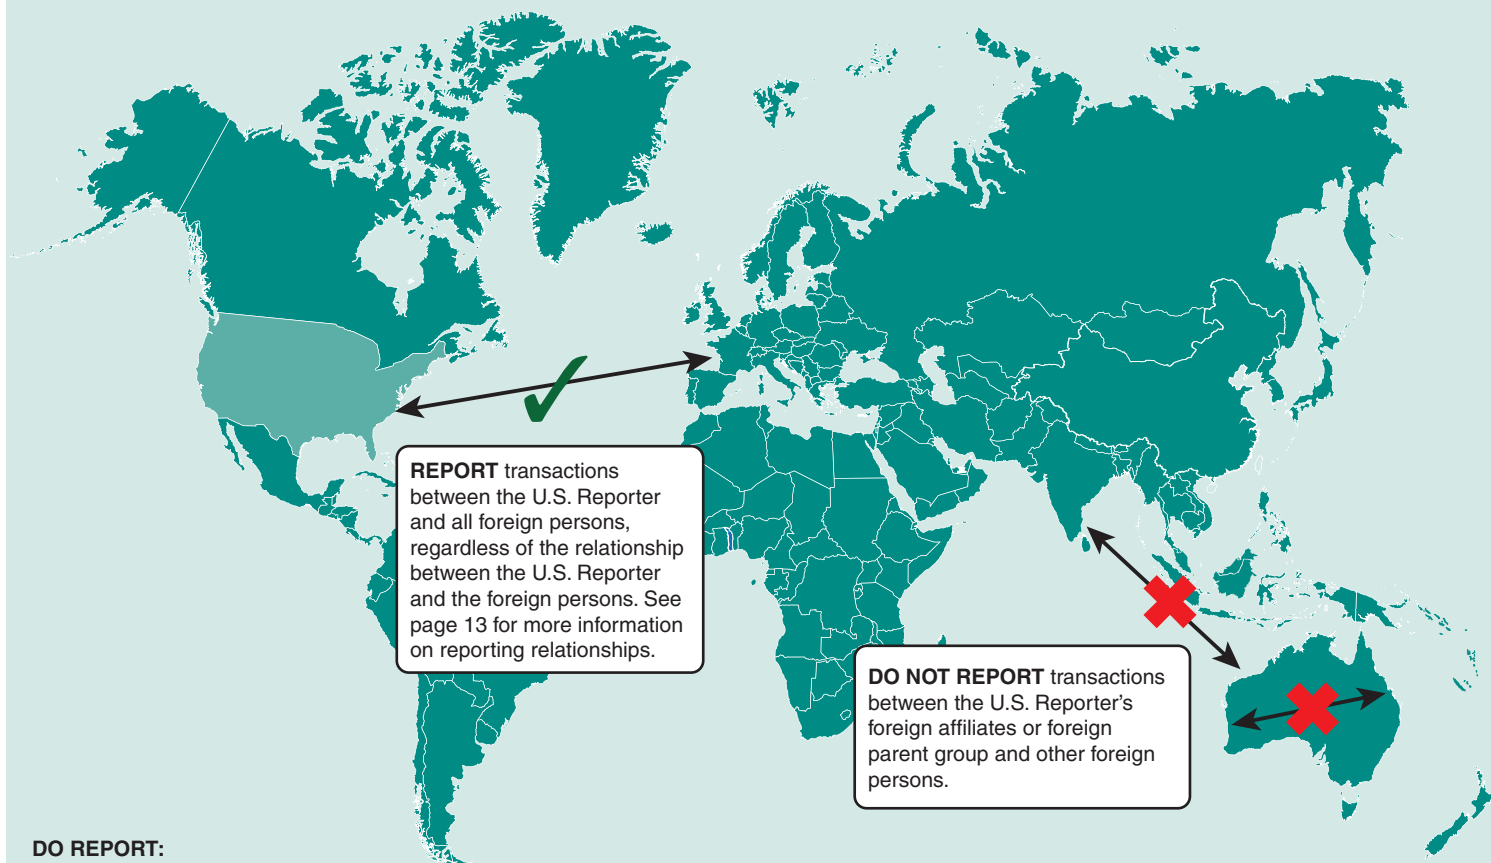 REPORT transactions
between the U.S. Reporter
and all foreign persons,
regardless of the relationship
between the U.S. Reporter
and the foreign persons. See
page 13 for more information
on reporting relationships.
DO NOT REPORT transactions
between the U.S. Reporter’s
foreign affiliates or foreign
parent group and other foreign
persons.
DO REPORT: